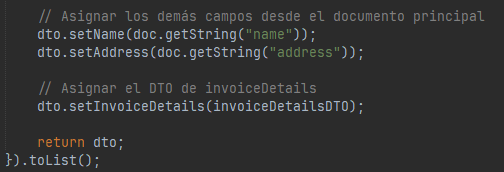 // Asignar los demás campos desde el documento principal
dto.setName(doc.getString("name"));
dto.setAddress(doc.getString("address"));
// Asignar el DTO de invoiceDetails
dto.setInvoiceDetails(invoiceDetailsDTO);
return dto;
}).toList();